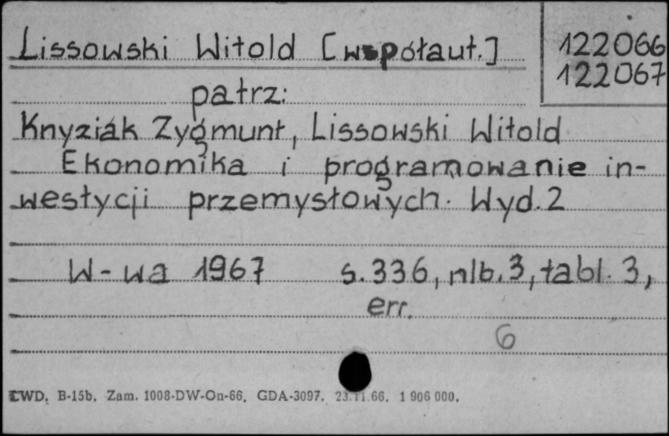 Lissowski Witold [współaut.]
122066
122067
patrz:
Knyziak Zygmunt, Lissowski Witold
Ekonomika i programowanie in-
westycji przemysłowych. Wyd. 2
W-wa 1967 s. 336, nlb. 3, tabl. 3,
err.
6
LWD. B-15b. Zam. 1008-DW-On-66. GDA-3097. 23.11.66. 1 906 000.